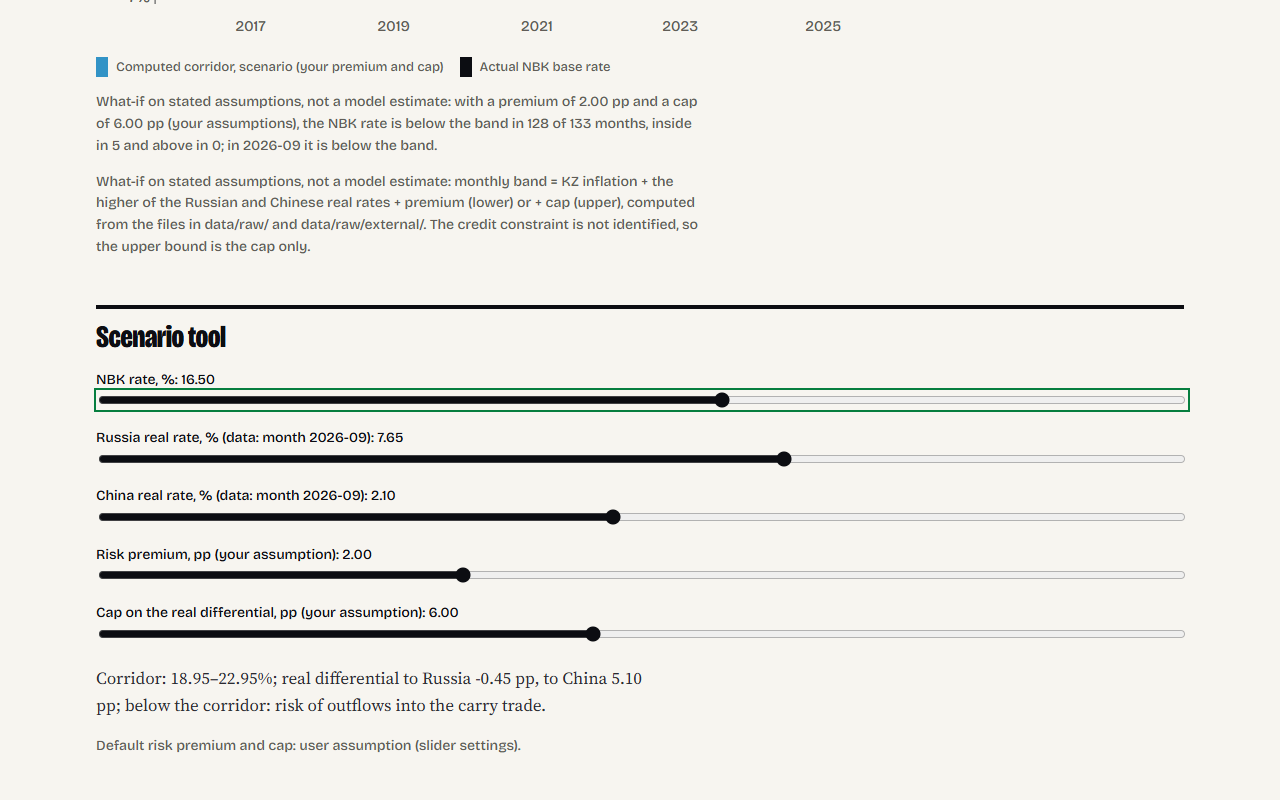 2017 2019 2021 2023 2025
Computed corridor, scenario (your premium and cap) Actual NBK base rate
What-if on stated assumptions, not a model estimate: with a premium of 2.00 pp and a cap
of 6.00 pp (your assumptions), the NBK rate is below the band in 128 of 133 months, inside
in 5 and above in 0; in 2026-09 it is below the band.
What-if on stated assumptions, not a model estimate: monthly band = KZ inflation + the
higher of the Russian and Chinese real rates + premium (lower) or + cap (upper), computed
from the files in data/raw/ and data/raw/external/. The credit constraint is not identified, so
the upper bound is the cap only.
Scenario tool
NBK rate, %: 16.50
Russia real rate, % (data: month 2026-09): 7.65
China real rate, % (data: month 2026-09): 2.10
Risk premium, pp (your assumption): 2.00
Cap on the real differential, pp (your assumption): 6.00
Corridor: 18.95–22.95%; real differential to Russia -0.45 pp, to China 5.10
pp; below the corridor: risk of outflows into the carry trade.
Default risk premium and cap: user assumption (slider settings).